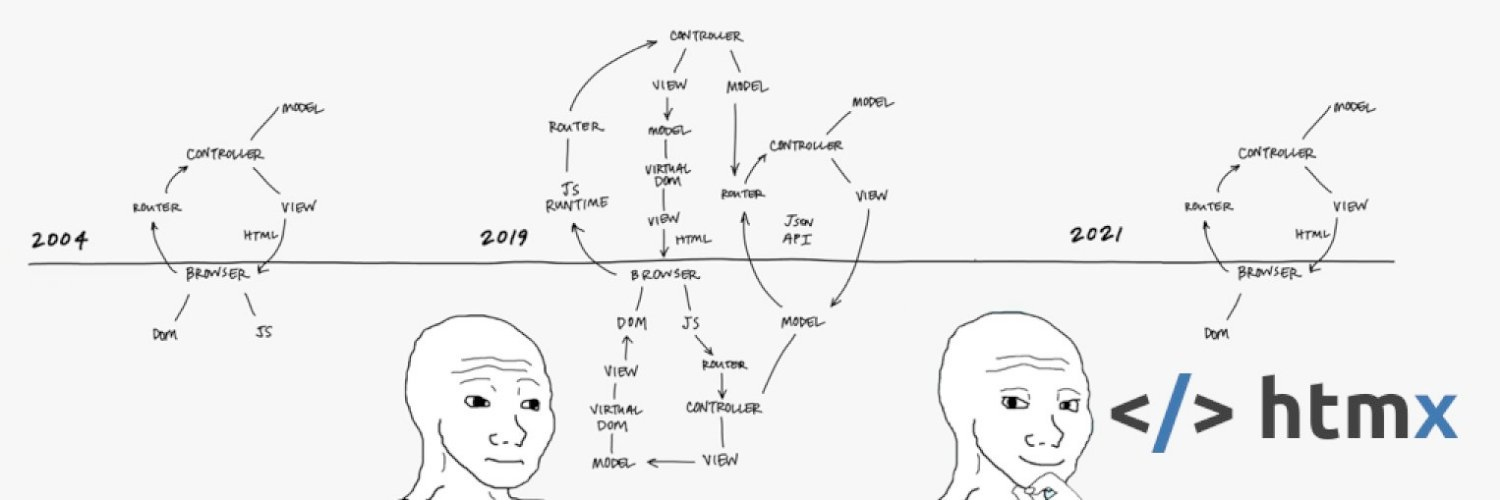 2004
MODEL
CONTROLLER
ROUTER
VIEW
HTML
BROWSER
DOM
JS
2019
CONTROLLER
VIEW
MODEL
ROUTER
MODEL
VIRTUAL
DOM
JS
RUNTIME
VIEW
HTML
MODEL
CONTROLLER
ROUTER
VIEW
JSON
API
BROWSER
DOM
JS
MODEL
VIEW
ROUTER
VIRTUAL
DOM
CONTROLLER
MODEL
VIEW
2021
MODEL
CONTROLLER
ROUTER
VIEW
HTML
BROWSER
DOM
</> htmx